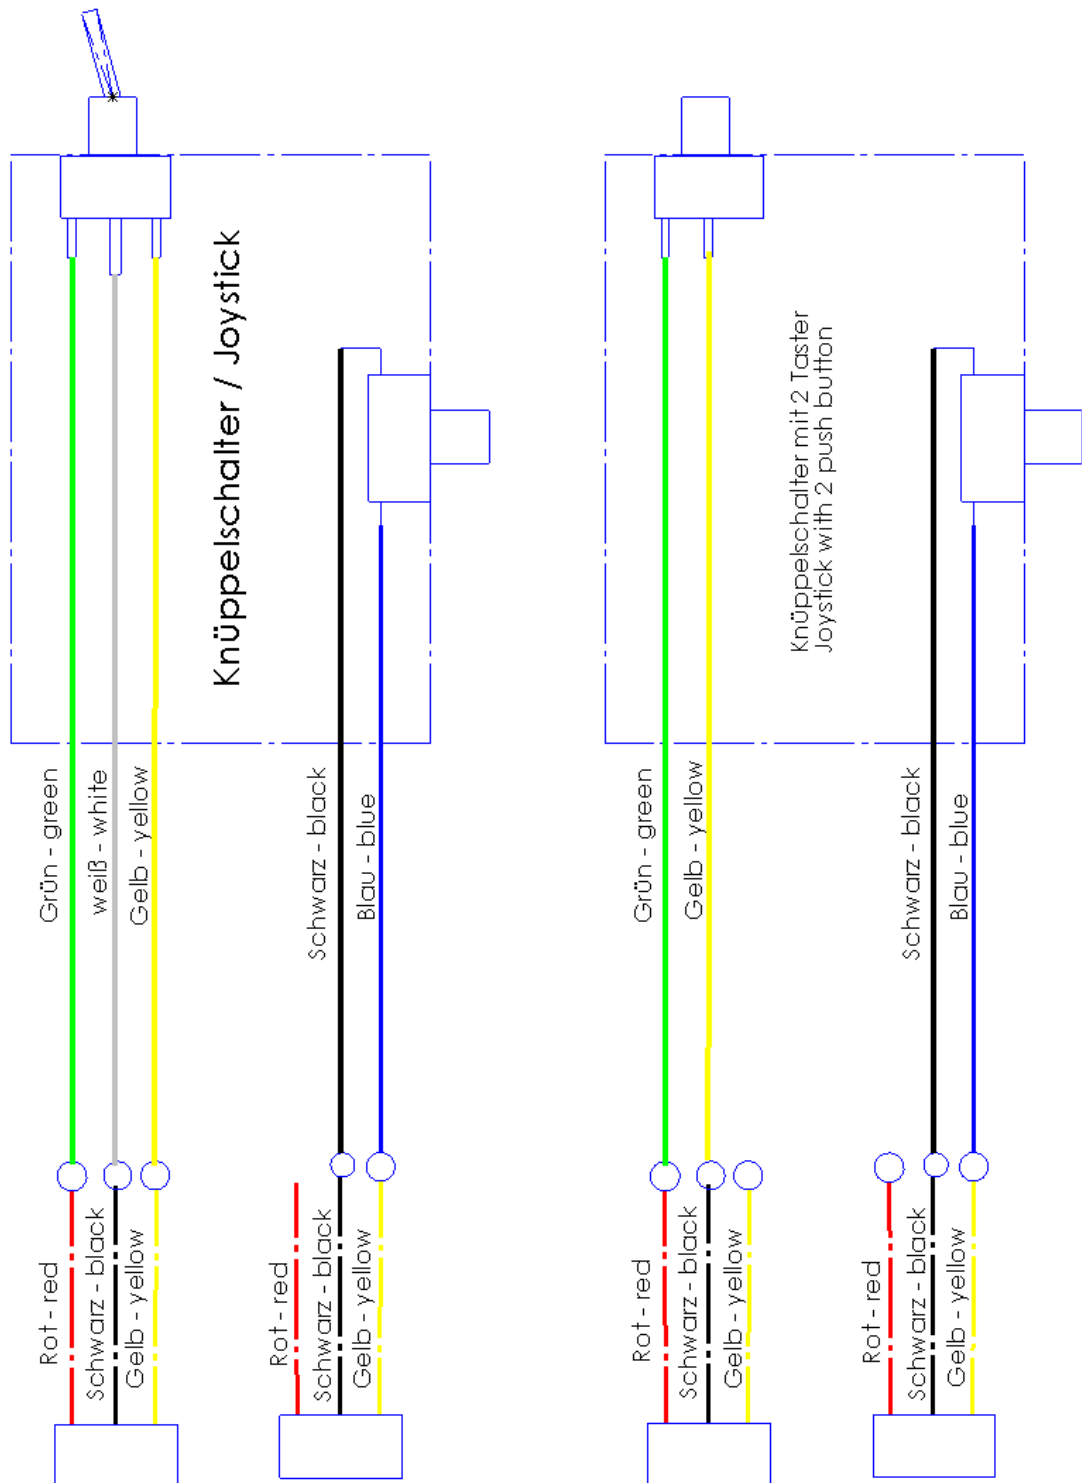 Knüppelschalter / Joystick
Grün - green
weiß - white
Gelb - yellow
Schwarz - black
Blau - blue
Rot - red
Schwarz - black
Gelb - yellow
Rot - red
Schwarz - black
Gelb - yellow
Knüppelschalter mit 2 Taster
Joystick with 2 push button
Grün - green
Gelb - yellow
Schwarz - black
Blau - blue
Rot - red
Schwarz - black
Gelb - yellow
Rot - red
Schwarz - black
Gelb - yellow